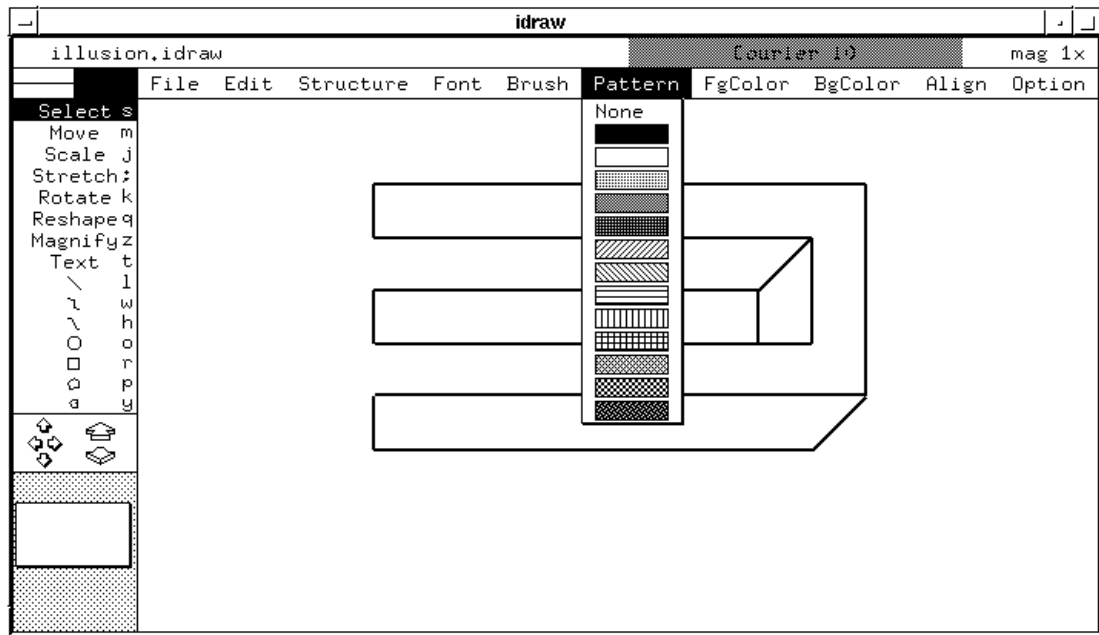 idraw
illusion.idraw mag 1x
File Edit Structure Font Brush Pattern FgColor BgColor Align Option
Select s
Move m
Scale j
Stretch ;
Rotate k
Reshape q
Magnify z
Text t
l
w
h
o
r
p
y
None